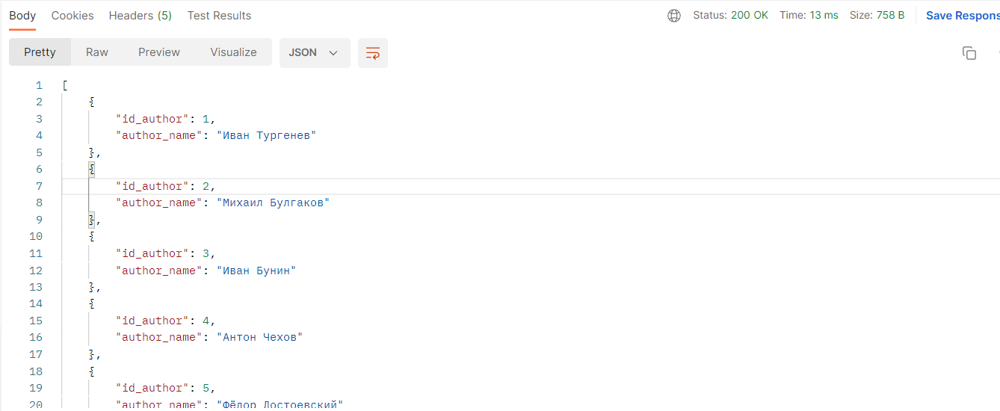 Body Cookies Headers (5) Test Results Status: 200 OK Time: 13 ms Size: 758 B Save Respons
Pretty Raw Preview Visualize JSON
1 [
2 {
3 "id_author": 1,
4 "author_name": "Иван Тургенев"
5 },
6 {
7 "id_author": 2,
8 "author_name": "Михаил Булгаков"
9 },
10 {
11 "id_author": 3,
12 "author_name": "Иван Бунин"
13 },
14 {
15 "id_author": 4,
16 "author_name": "Антон Чехов"
17 },
18 {
19 "id_author": 5,
20 "author_name": "Фёдор Достоевский"